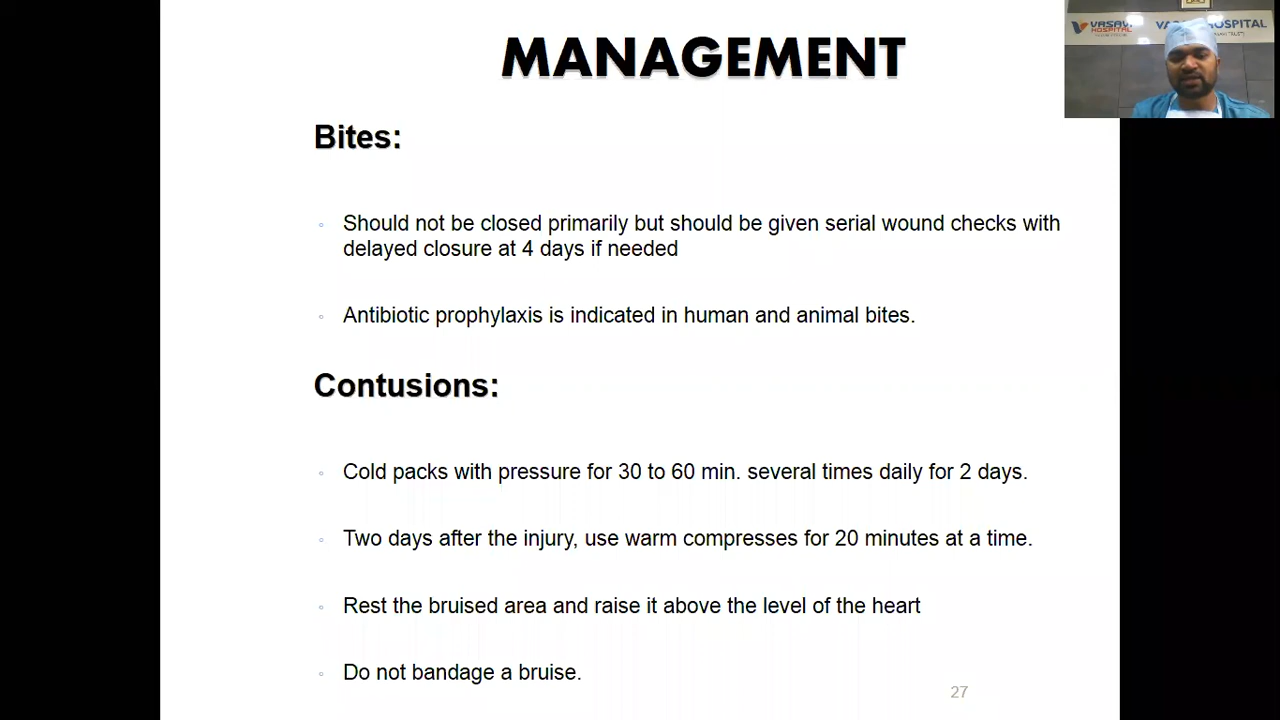 MANAGEMENT
Bites:
Should not be closed primarily but should be given serial wound checks with
delayed closure at 4 days if needed
Antibiotic prophylaxis is indicated in human and animal bites.
Contusions:
Cold packs with pressure for 30 to 60 min. several times daily for 2 days.
Two days after the injury, use warm compresses for 20 minutes at a time.
Rest the bruised area and raise it above the level of the heart
Do not bandage a bruise.
27
VASAVI
HOSPITAL
HOSPITAL